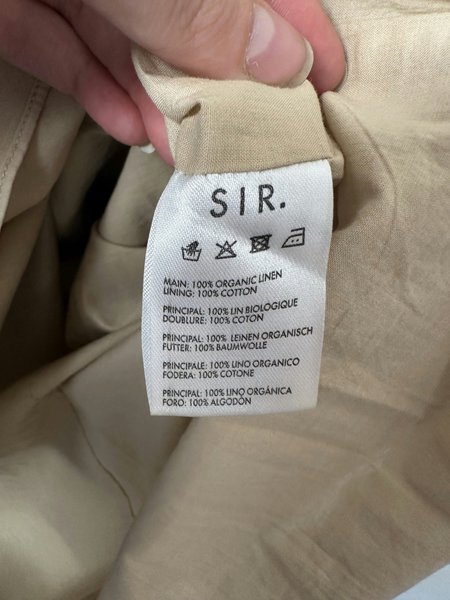 SIR.
MAIN: 100% ORGANIC LINEN
LINING: 100% COTTON
PRINCIPAL: 100% LIN BIOLOGIQUE
DOUBLURE: 100% COTON
PRINCIPAL: 100% LEINEN ORGANISCH
FUTTER: 100% BAUMWOLLE
PRINCIPALE: 100% LINO ORGANICO
FODERA: 100% COTONE
PRINCIPAL: 100% LINO ORGÁNICA
FORO: 100% ALGODÓN